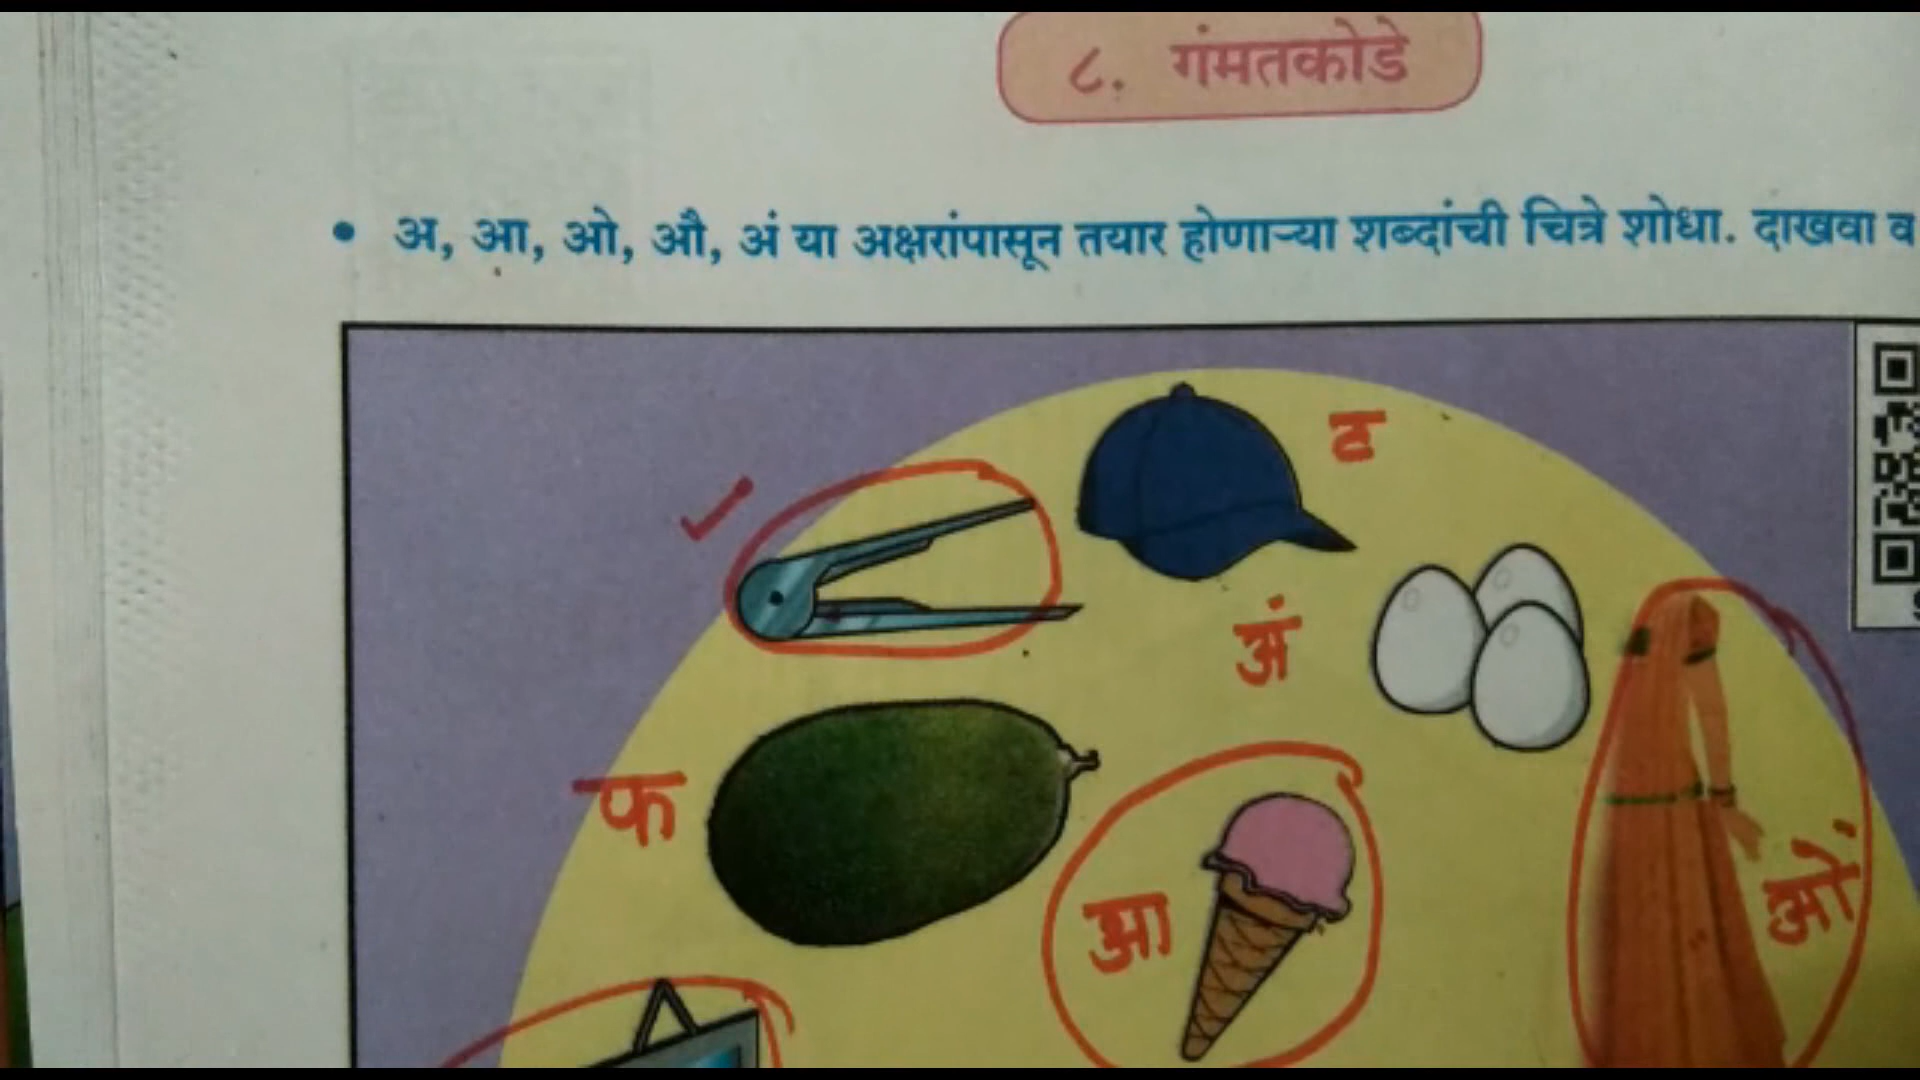 ८. गंमतकोडे
• अ, आ, ओ, औ, अं या अक्षरांपासून तयार होणाऱ्या शब्दांची चित्रे शोधा. दाखवा व
ठ
अं
फ
आ
ओं